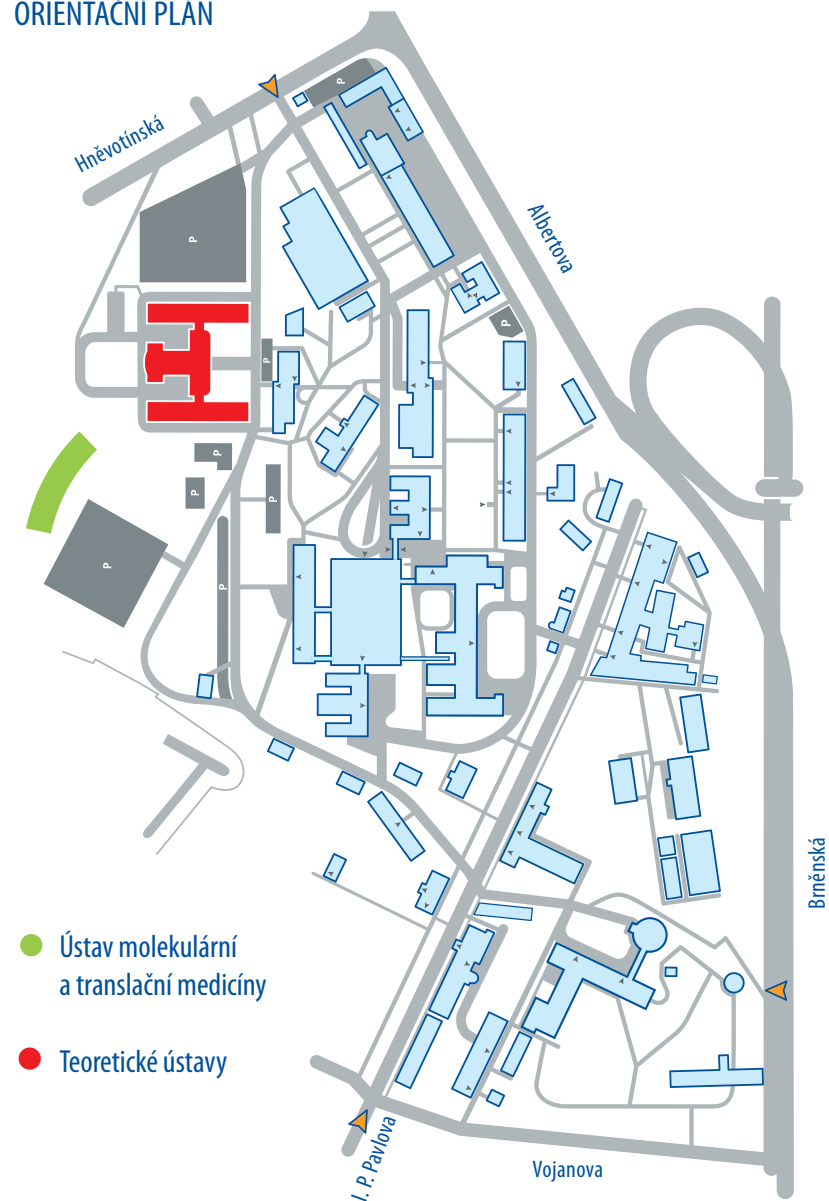 ORIENTAČNÍ PLÁN
P
Hněvotínská
Albertova
P
P
P
P
P
P
P
P
Brněnská
Ústav molekulární
a translační medicíny
Teoretické ústavy
I. P. Pavlova
Vojanova